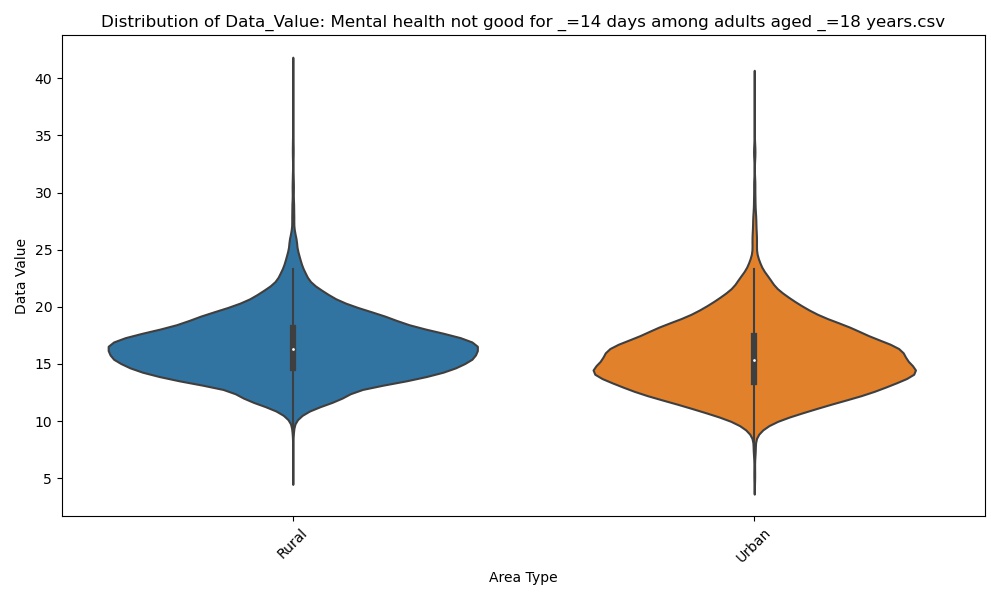 Distribution of Data_Value: Mental health not good for _=14 days among adults aged _=18 years.csv
40
35
30
25
20
15
10
5
Data Value
Rural
Urban
Area Type